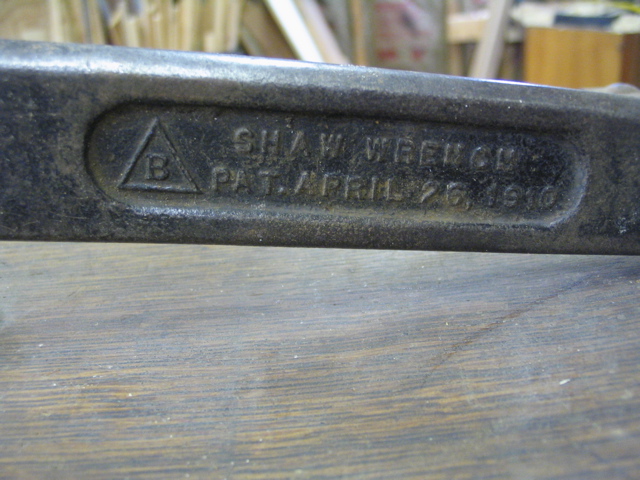 B
SHAW WRENCH
PAT. APRIL 26, 1910